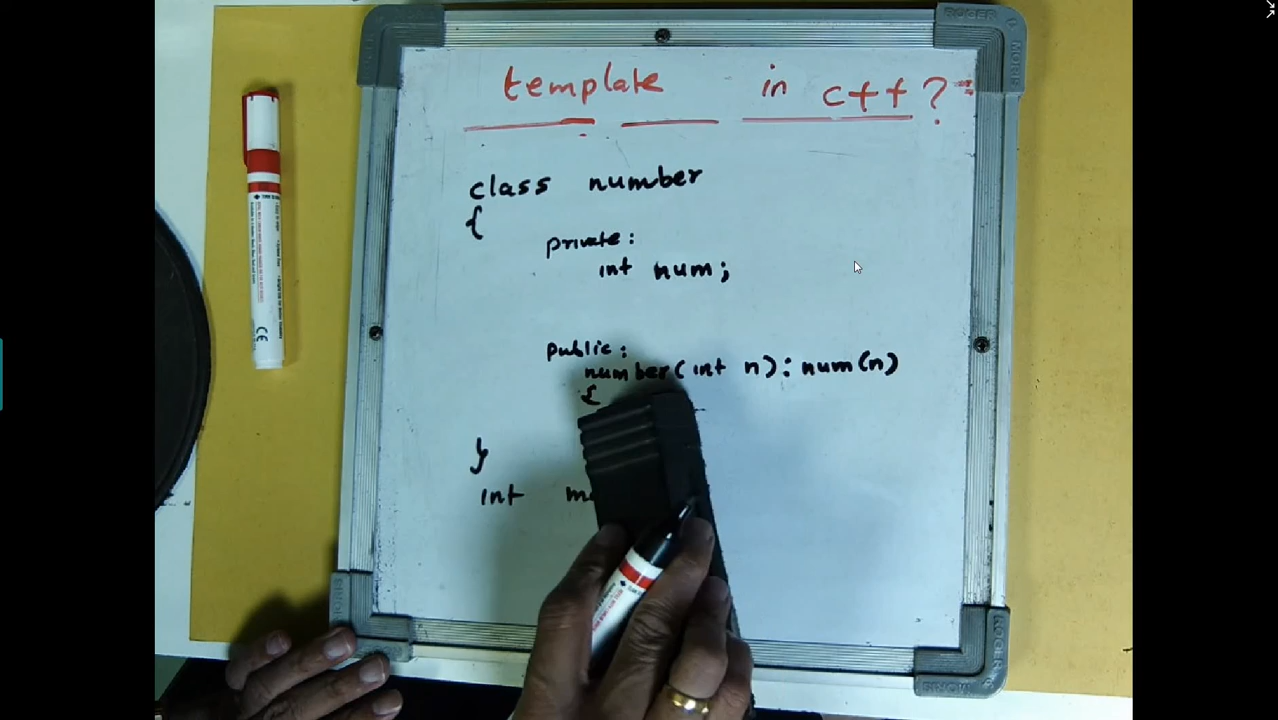 template in c++?
class number
{
private:
int num;
public:
number(int n):num(n)
{
}
int